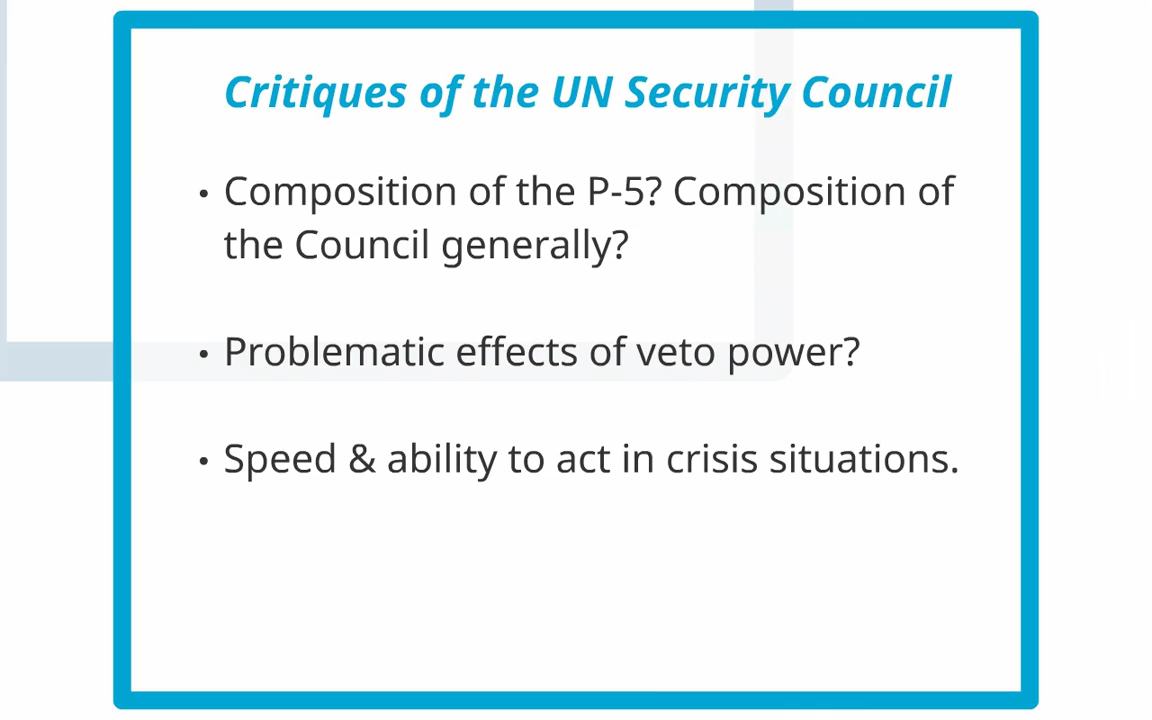 Critiques of the UN Security Council
• Composition of the P-5? Composition of
the Council generally?
• Problematic effects of veto power?
• Speed & ability to act in crisis situations.